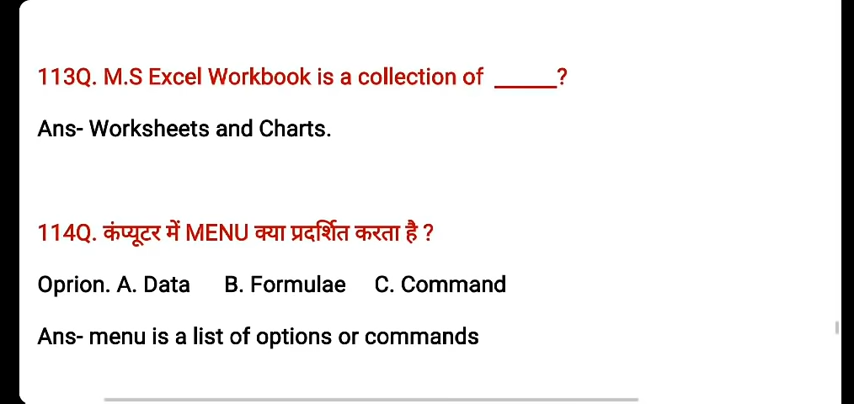 113Q. M.S Excel Workbook is a collection of ______?
Ans- Worksheets and Charts.
114Q. कंप्यूटर में MENU क्या प्रदर्शित करता है ?
Oprion. A. Data B. Formulae C. Command
Ans- menu is a list of options or commands